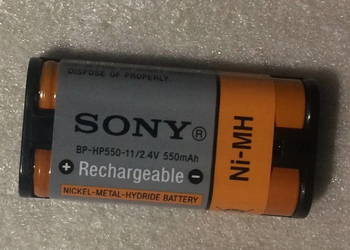 DISPOSE OF PROPERLY.
SONY®
BP-HP550-11/2.4V 550mAh
+ Rechargeable −
NICKEL-METAL-HYDRIDE BATTERY
Ni-MH